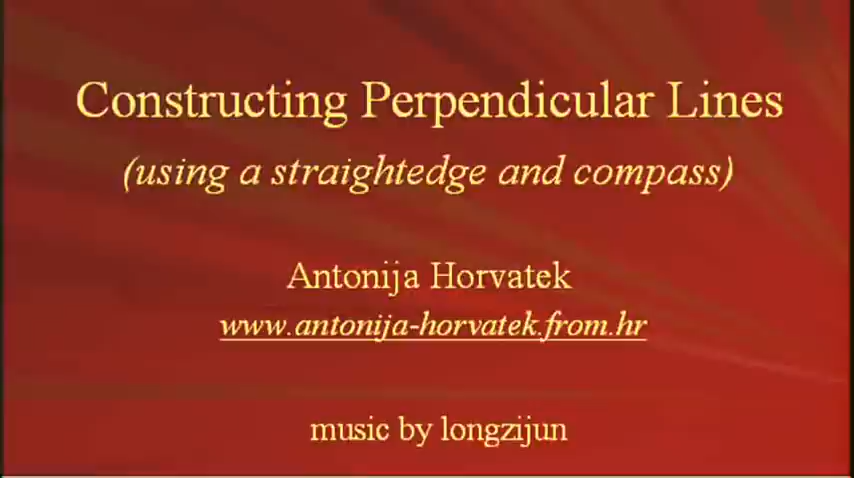 Constructing Perpendicular Lines
(using a straightedge and compass)
Antonija Horvatek
www.antonija-horvatek.from.hr
music by longzijun